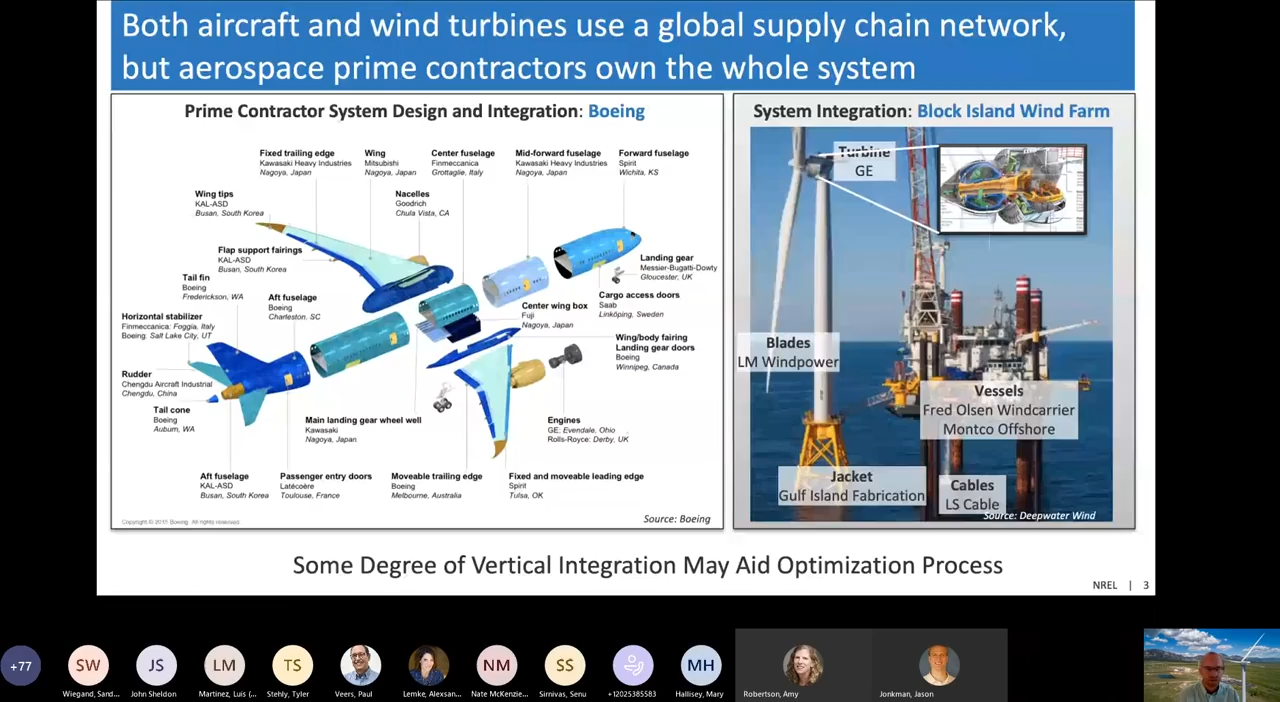 Both aircraft and wind turbines use a global supply chain network,
but aerospace prime contractors own the whole system
Prime Contractor System Design and Integration: Boeing
Fixed trailing edge
Kawasaki Heavy Industries
Nagoya, Japan
Wing
Mitsubishi
Nagoya, Japan
Center fuselage
Finmeccanica
Grottaglie, Italy
Mid-forward fuselage
Kawasaki Heavy Industries
Nagoya, Japan
Forward fuselage
Spirit
Wichita, KS
Wing tips
KAL-ASD
Busan, South Korea
Nacelles
Goodrich
Chula Vista, CA
Flap support fairings
KAL-ASD
Busan, South Korea
Landing gear
Messier-Bugatti-Dowty
Gloucester, UK
Tail fin
Boeing
Frederickson, WA
Aft fuselage
Boeing
Charleston, SC
Cargo access doors
Saab
Linköping, Sweden
Center wing box
Fuji
Nagoya, Japan
Horizontal stabilizer
Finmeccanica: Foggia, Italy
Boeing: Salt Lake City, UT
Wing/body fairing
Landing gear doors
Boeing
Winnipeg, Canada
Rudder
Chengdu Aircraft Industrial
Chengdu, China
Tail cone
Boeing
Auburn, WA
Main landing gear wheel well
Kawasaki
Nagoya, Japan
Engines
GE: Evendale, Ohio
Rolls-Royce: Derby, UK
Aft fuselage
KAL-ASD
Busan, South Korea
Passenger entry doors
Latécoère
Toulouse, France
Moveable trailing edge
Boeing
Melbourne, Australia
Fixed and moveable leading edge
Spirit
Tulsa, OK
Copyright © 2015 Boeing. All rights reserved.
Source: Boeing
System Integration: Block Island Wind Farm
Turbine
GE
Blades
LM Windpower
Vessels
Fred Olsen Windcarrier
Montco Offshore
Jacket
Gulf Island Fabrication
Cables
LS Cable
Source: Deepwater Wind
Some Degree of Vertical Integration May Aid Optimization Process
NREL | 3
+77
SW
JS
LM
TS
NM
SS
MH
Wiegand, Sand...
John Sheldon
Martinez, Luis (...
Stehly, Tyler
Veers, Paul
Lemke, Alexsan...
Nate McKenzie...
Sirnivas, Senu
+12025385583
Hallisey, Mary
Robertson, Amy
Jonkman, Jason